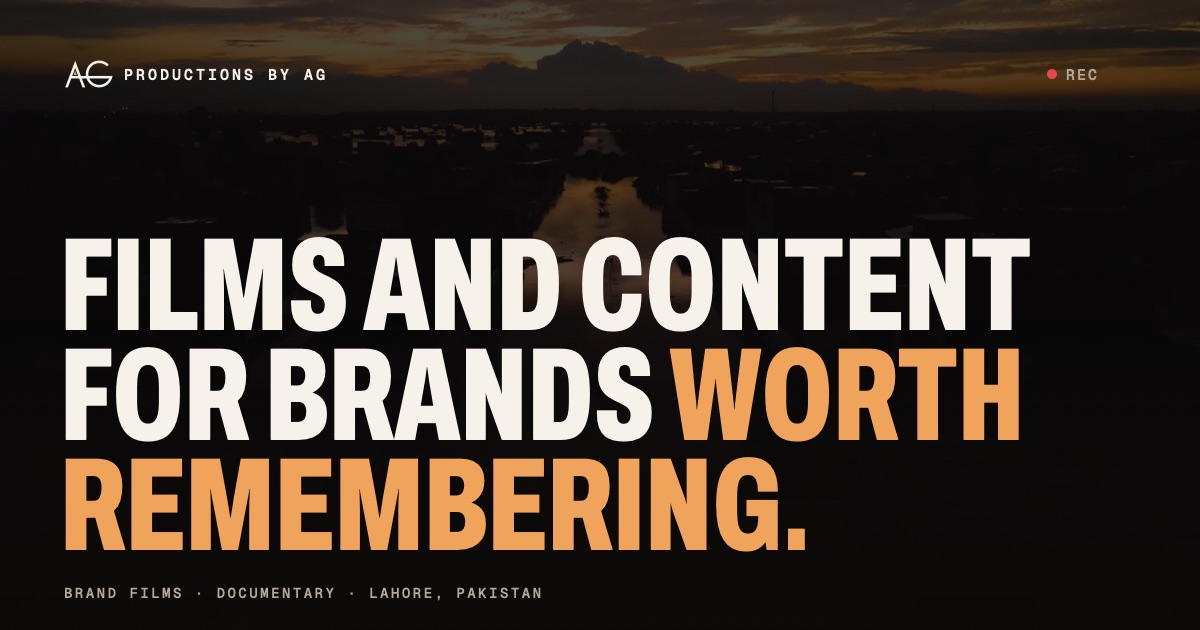 AG PRODUCTIONS BY AG
REC
FILMS AND CONTENT
FOR BRANDS WORTH
REMEMBERING.
BRAND FILMS · DOCUMENTARY · LAHORE, PAKISTAN